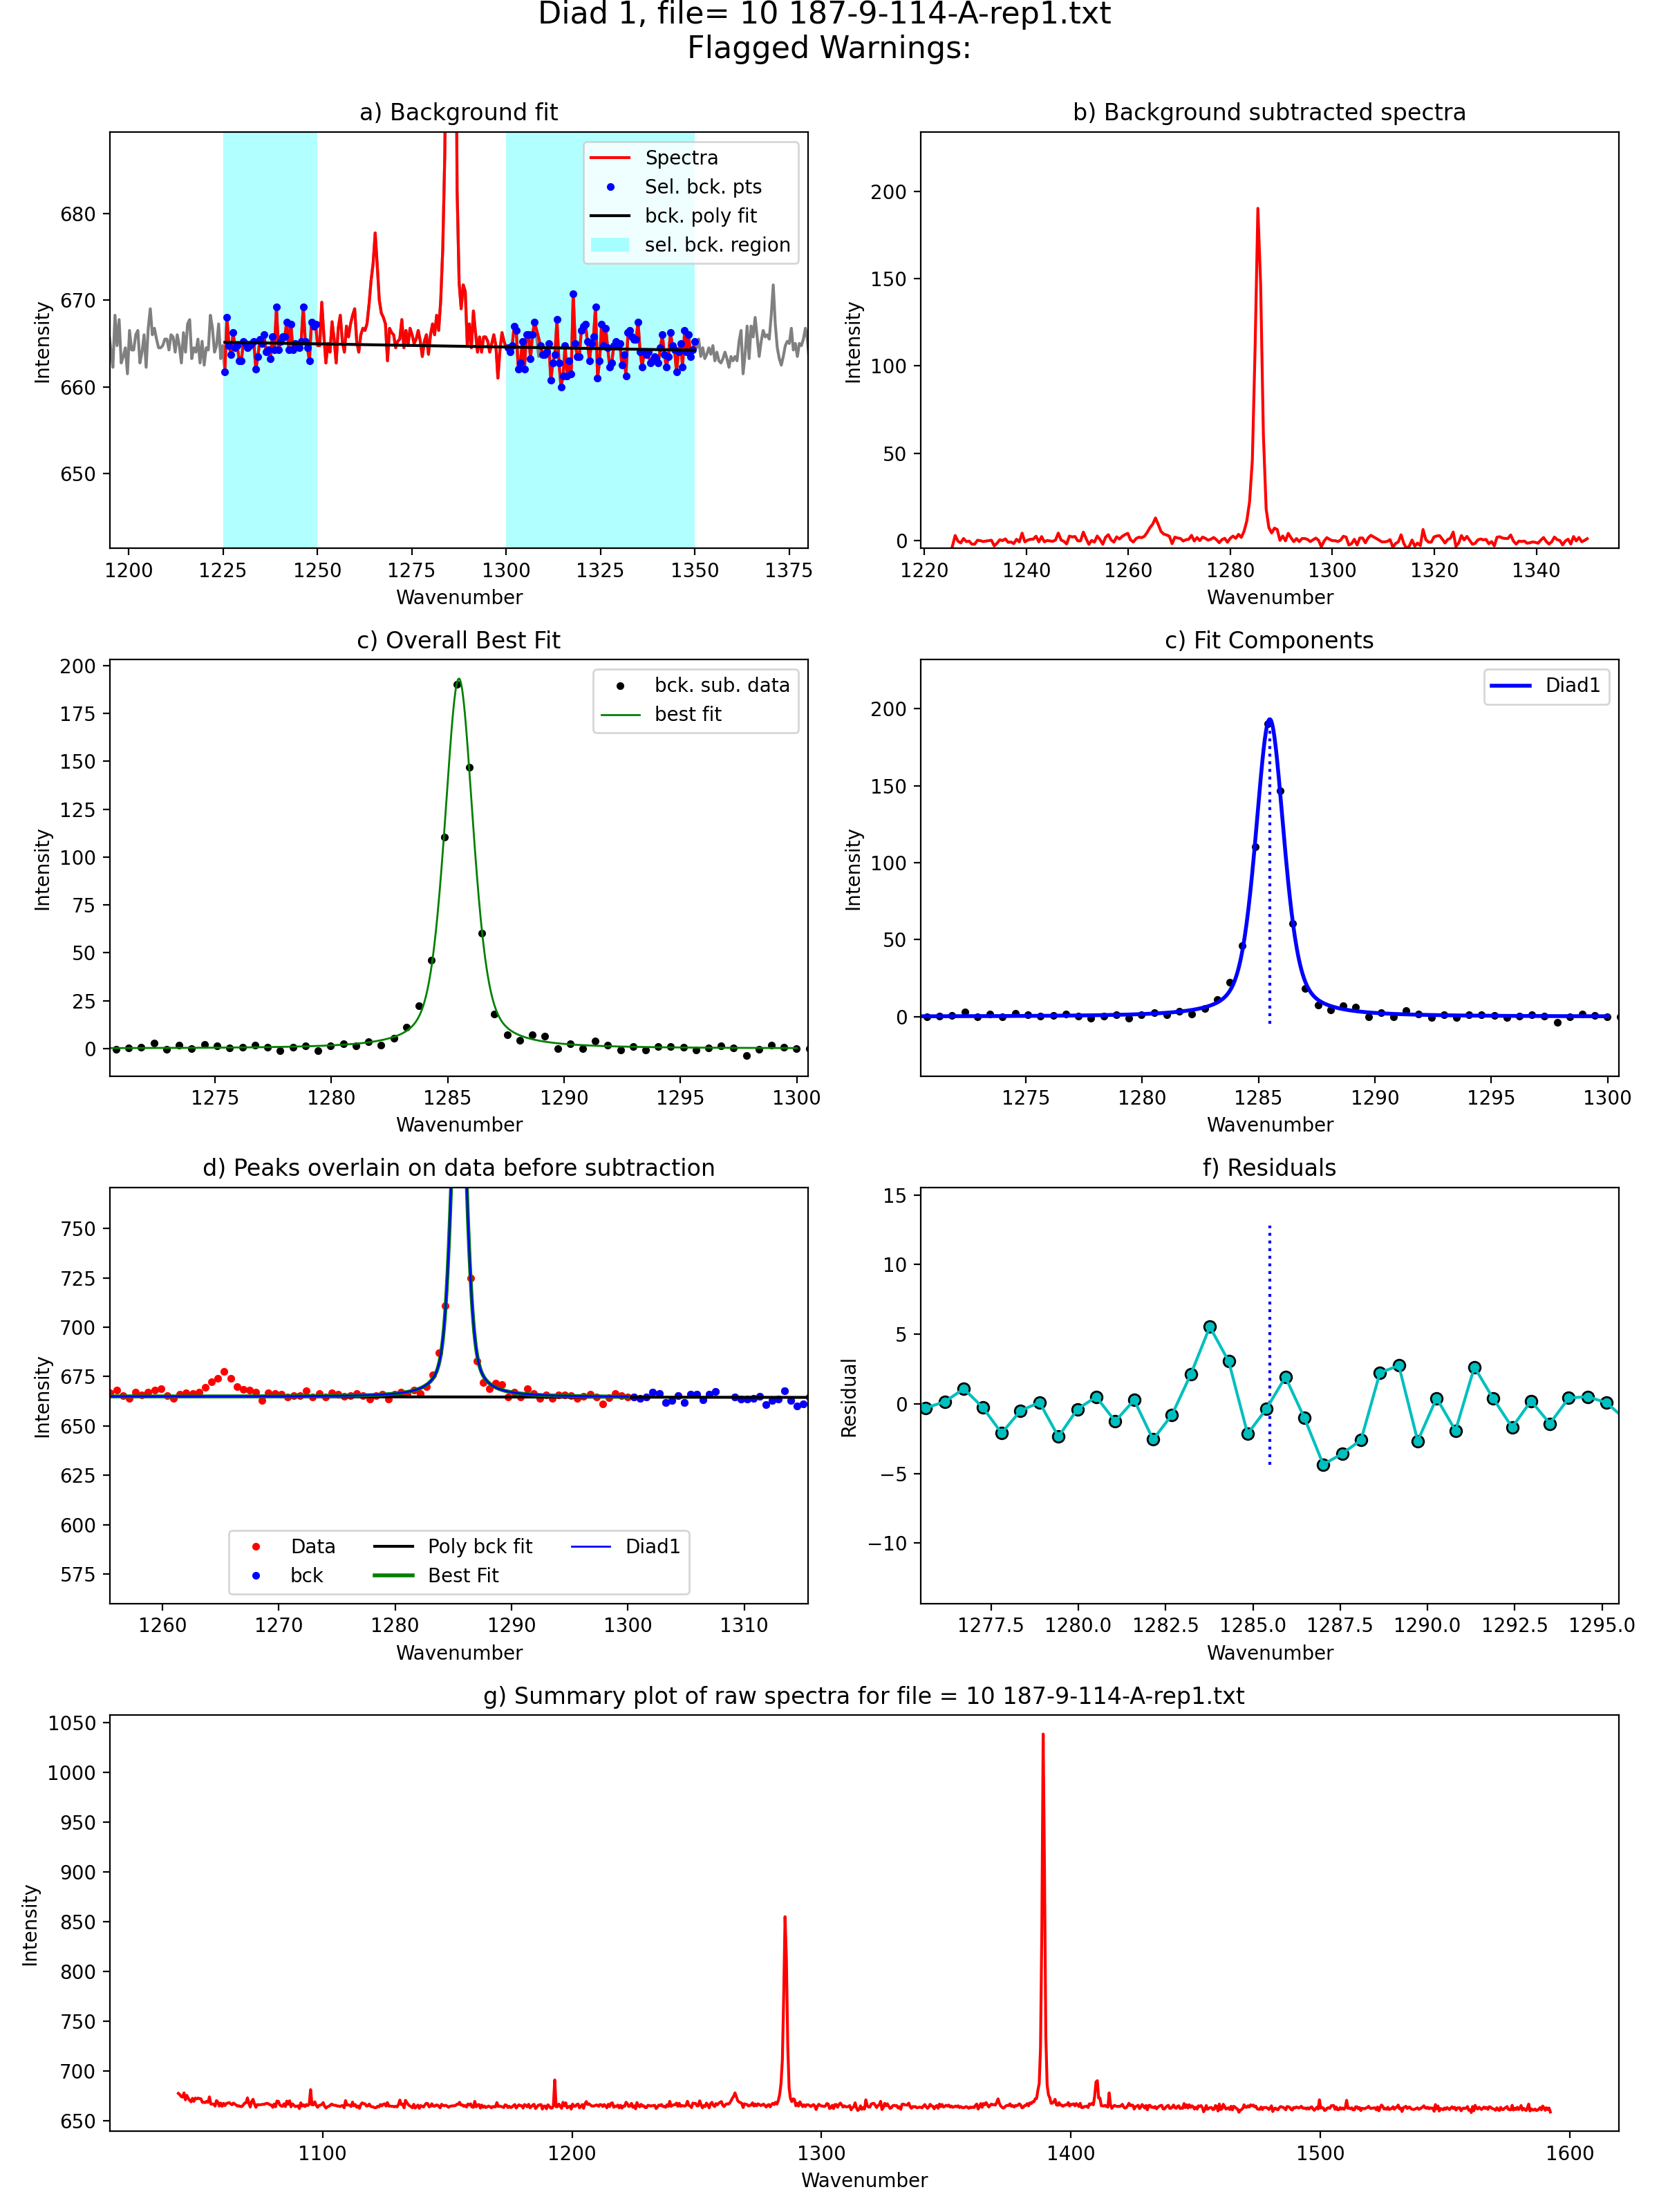 Diad 1, file= 10 187-9-114-A-rep1.txt
Flagged Warnings:
a) Background fit
Intensity
680
670
660
650
Spectra
Sel. bck. pts
bck. poly fit
sel. bck. region
1200 1225 1250 1275 1300 1325 1350 1375
Wavenumber
b) Background subtracted spectra
Intensity
200
150
100
50
0
1220 1240 1260 1280 1300 1320 1340
Wavenumber
c) Overall Best Fit
Intensity
200
175
150
125
100
75
50
25
0
bck. sub. data
best fit
1275 1280 1285 1290 1295 1300
Wavenumber
c) Fit Components
Intensity
200
150
100
50
0
Diad1
1275 1280 1285 1290 1295 1300
Wavenumber
d) Peaks overlain on data before subtraction
Intensity
750
725
700
675
650
625
600
575
Data Poly bck fit Diad1
bck Best Fit
1260 1270 1280 1290 1300 1310
Wavenumber
f) Residuals
Residual
15
10
5
0
−5
−10
1277.5 1280.0 1282.5 1285.0 1287.5 1290.0 1292.5 1295.0
Wavenumber
g) Summary plot of raw spectra for file = 10 187-9-114-A-rep1.txt
Intensity
1050
1000
950
900
850
800
750
700
650
1100 1200 1300 1400 1500 1600
Wavenumber